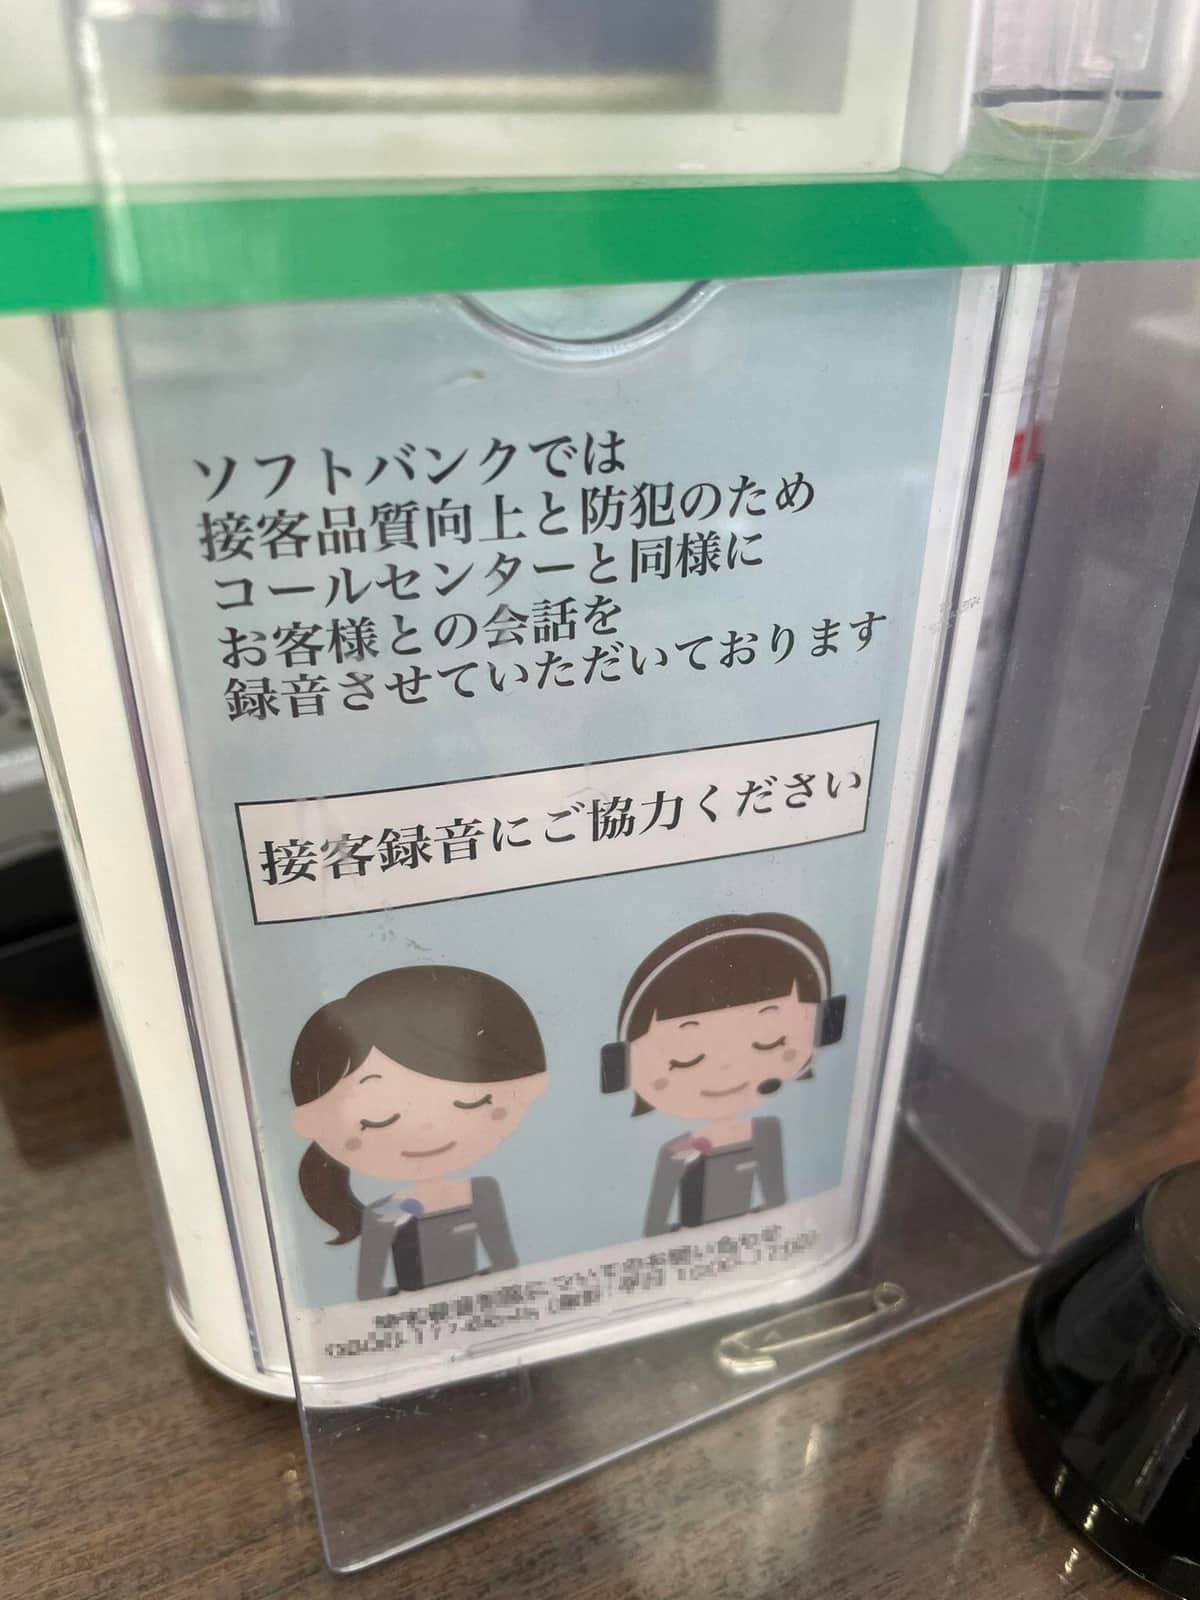 ソフトバンクでは
接客品質向上と防犯のため
コールセンターと同様に
お客様との会話を
録音させていただいております
接客録音にご協力ください